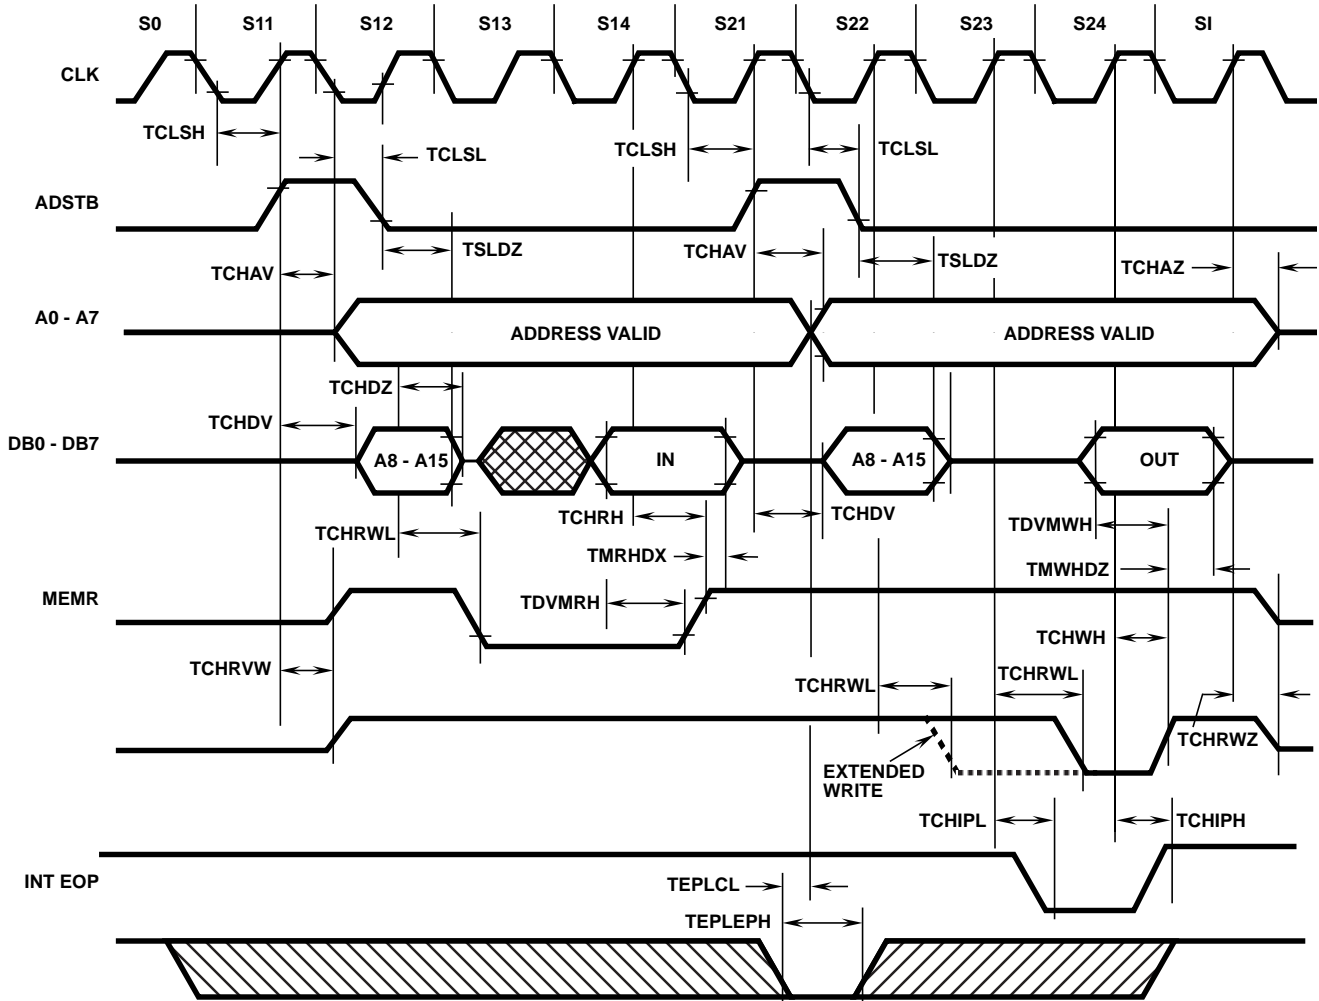 S0 S11 S12 S13 S14 S21 S22 S23 S24 SI
CLK
TCLSH TCLSL TCLSH TCLSL
ADSTB
TCHAV TSLDZ TCHAV TSLDZ TCHAZ
A0 - A7 ADDRESS VALID ADDRESS VALID
TCHDZ
TCHDV
DB0 - DB7 A8 - A15 IN A8 - A15 OUT
TCHRWL TCHRH TCHDV TDVMWH
TMRHDX TMWHDZ
MEMR TDVMRH
TCHWH
TCHRVW TCHRWL TCHRWL
TCHRWZ
EXTENDED
WRITE
TCHIPL TCHIPH
INT EOP
TEPLCL
TEPLEPH